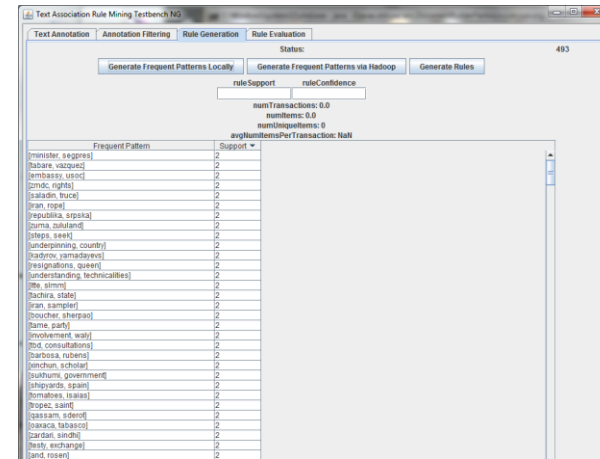 Text Association Rule Mining Testbench NG
Text Annotation Annotation Filtering Rule Generation Rule Evaluation
Status: 493
Generate Frequent Patterns Locally Generate Frequent Patterns via Hadoop Generate Rules
ruleSupport ruleConfidence
numTransactions: 0.0
numItems: 0.0
numUniqueItems: 0
avgNumItemsPerTransaction: NaN
Frequent Pattern Support
[minister, segpres] 2
[tabare, vazquez] 2
[embassy, usoc] 2
[zmdc, rights] 2
[saladin, truce] 2
[iran, rope] 2
[republika, srpska] 2
[zuma, zululand] 2
[steps, seek] 2
[underpinning, country] 2
[kadyrov, yamadayevs] 2
[resignations, queen] 2
[understanding, technicalities] 2
[ltte, slmm] 2
[tachira, state] 2
[iran, sampler] 2
[boucher, sherpao] 2
[tame, party] 2
[involvement, waly] 2
[tbd, consultations] 2
[barbosa, rubens] 2
[xinchun, scholar] 2
[sukhumi, government] 2
[shipyards, spain] 2
[tomatoes, isaias] 2
[tropez, saint] 2
[qassam, sderot] 2
[oaxaca, tabasco] 2
[zardari, sindhi] 2
[testy, exchange] 2
[and, rosen] 2